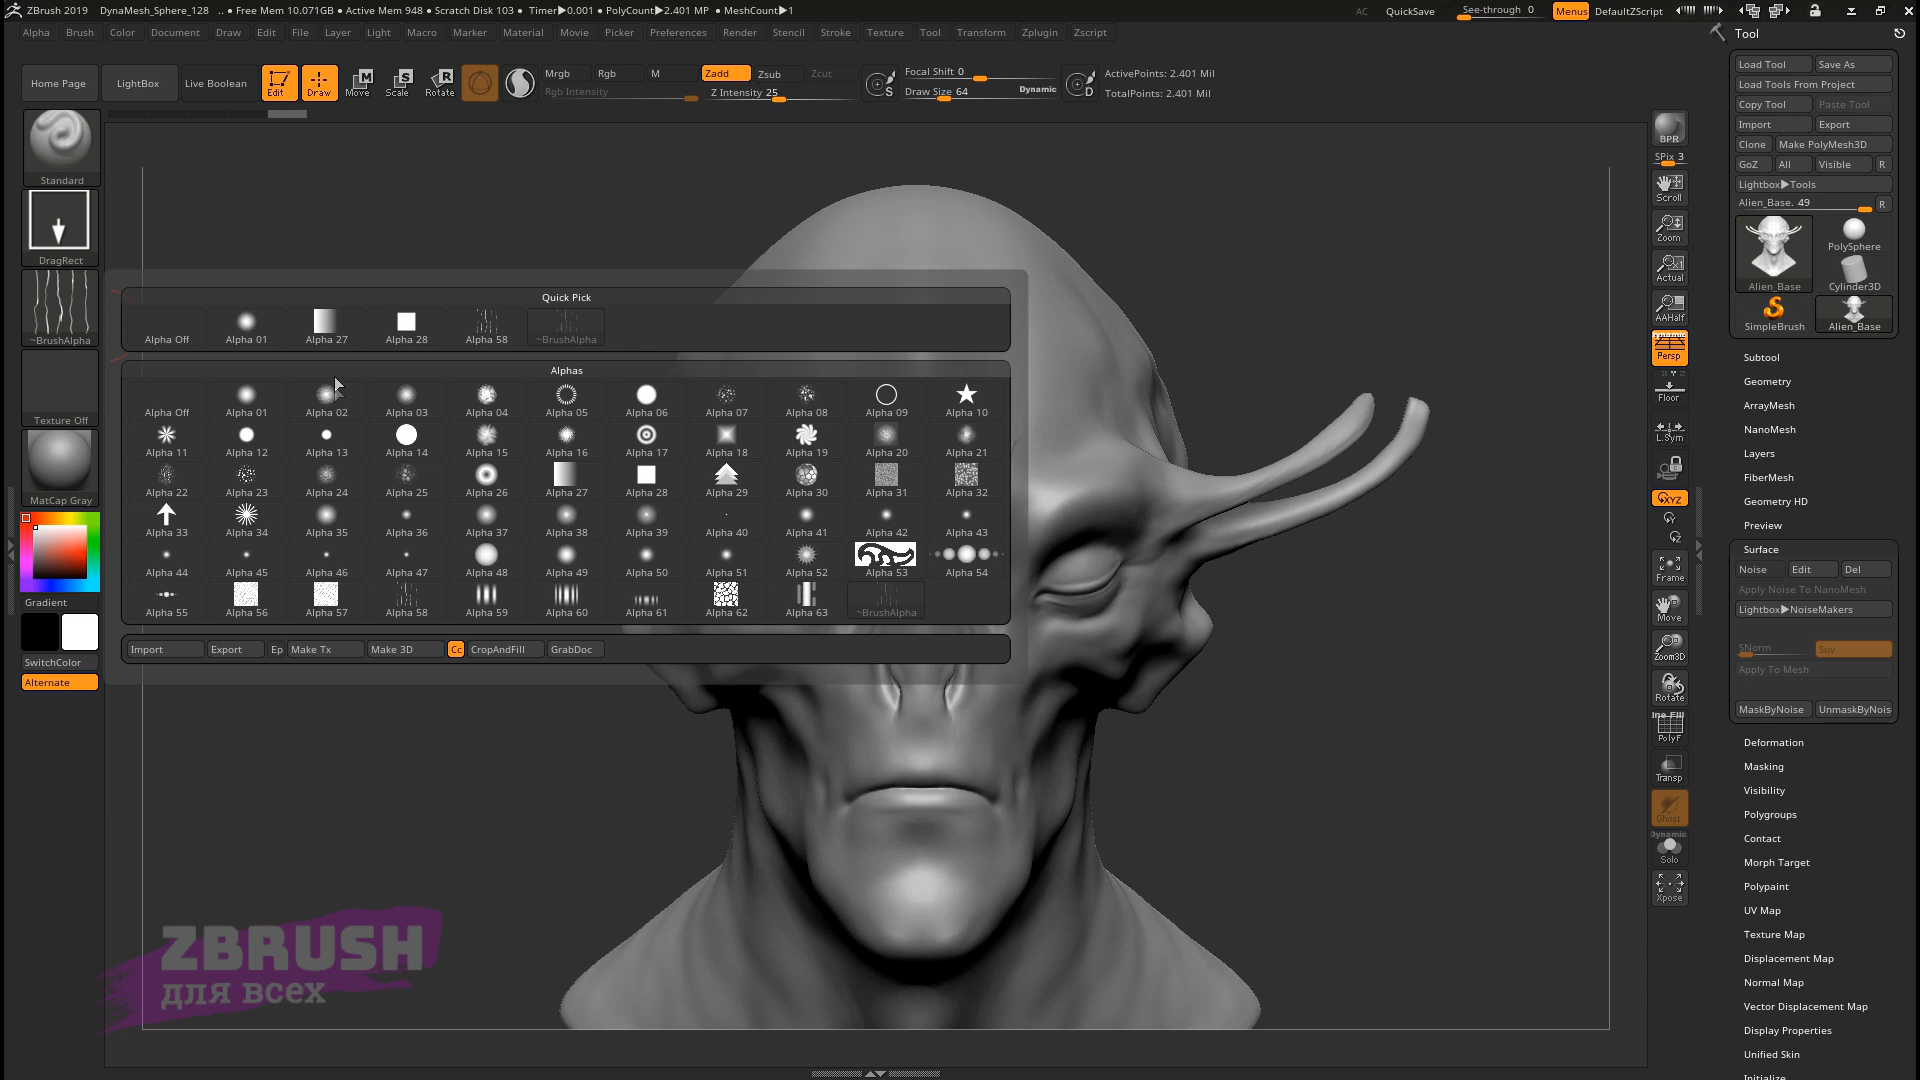 ZBrush 2019 DynaMesh_Sphere_128 .. • Free Mem 10.071GB • Active Mem 948 • Scratch Disk 103 • Timer▶0.001 • PolyCount▶2.401 MP • MeshCount▶1 AC QuickSave See-through 0 Menus DefaultZScript
Alpha Brush Color Document Draw Edit File Layer Light Macro Marker Material Movie Picker Preferences Render Stencil Stroke Texture Tool Transform Zplugin Zscript
Home Page LightBox Live Boolean Edit Draw Move Scale Rotate
M S R
Mrgb Rgb M Zadd Zsub Zcut
Rgb Intensity Z Intensity 25
S Focal Shift 0
Draw Size 64 Dynamic
D ActivePoints: 2.401 Mil
TotalPoints: 2.401 Mil
Standard
DragRect
~BrushAlpha
Texture Off
MatCap Gray
Gradient
SwitchColor
Alternate
Quick Pick
Alpha Off Alpha 01 Alpha 27 Alpha 28 Alpha 58 ~BrushAlpha
Alphas
Alpha Off Alpha 01 Alpha 02 Alpha 03 Alpha 04 Alpha 05 Alpha 06 Alpha 07 Alpha 08 Alpha 09 Alpha 10
Alpha 11 Alpha 12 Alpha 13 Alpha 14 Alpha 15 Alpha 16 Alpha 17 Alpha 18 Alpha 19 Alpha 20 Alpha 21
Alpha 22 Alpha 23 Alpha 24 Alpha 25 Alpha 26 Alpha 27 Alpha 28 Alpha 29 Alpha 30 Alpha 31 Alpha 32
Alpha 33 Alpha 34 Alpha 35 Alpha 36 Alpha 37 Alpha 38 Alpha 39 Alpha 40 Alpha 41 Alpha 42 Alpha 43
Alpha 44 Alpha 45 Alpha 46 Alpha 47 Alpha 48 Alpha 49 Alpha 50 Alpha 51 Alpha 52 Alpha 53 Alpha 54
Alpha 55 Alpha 56 Alpha 57 Alpha 58 Alpha 59 Alpha 60 Alpha 61 Alpha 62 Alpha 63 ~BrushAlpha
Import Export Ep Make Tx Make 3D Cc CropAndFill GrabDoc
ZBRUSH
для всех
BPR
SPix 3
Scroll
Zoom
Actual
AAHalf
Dynamic
Persp
Floor
L.Sym
XYZ
Y
Z
Frame
Move
Zoom3D
Rotate
Line Fill
PolyF
Transp
Ghost
Dynamic
Solo
Xpose
Tool
Load Tool Save As
Load Tools From Project
Copy Tool Paste Tool
Import Export
Clone Make PolyMesh3D
GoZ All Visible R
Lightbox▶Tools
Alien_Base. 49 R
PolySphere
Alien_Base Cylinder3D
SimpleBrush Alien_Base
Subtool
Geometry
ArrayMesh
NanoMesh
Layers
FiberMesh
Geometry HD
Preview
Surface
Noise Edit Del
Apply Noise To NanoMesh
Lightbox▶NoiseMakers
SNorm Suv
Apply To Mesh
MaskByNoise UnmaskByNois
Deformation
Masking
Visibility
Polygroups
Contact
Morph Target
Polypaint
UV Map
Texture Map
Displacement Map
Normal Map
Vector Displacement Map
Display Properties
Unified Skin
Initialize